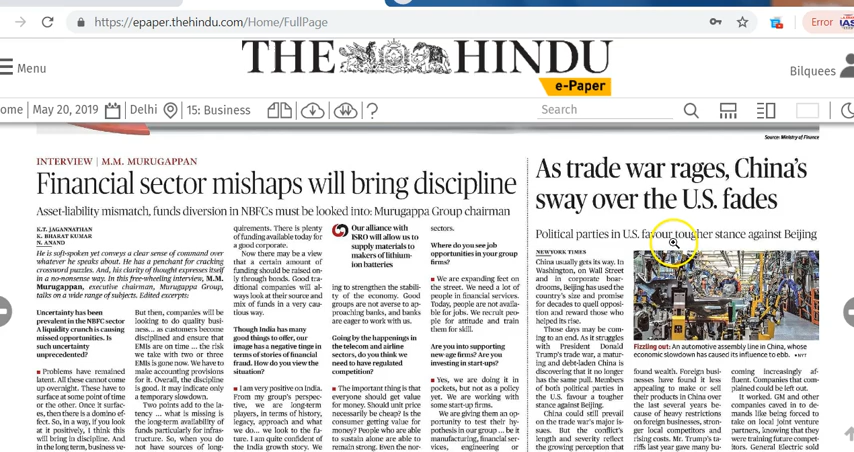 https://epaper.thehindu.com/Home/FullPage
Error
IAS
Menu
THE HINDU
e-Paper
Bilquees
ome
May 20, 2019
Delhi
15: Business
?
Search
Source: Ministry of Finance
INTERVIEW | M.M. MURUGAPPAN
Financial sector mishaps will bring discipline
Asset-liability mismatch, funds diversion in NBFCs must be looked into: Murugappa Group chairman
K.T. JAGANNATHAN
K. BHARAT KUMAR
N. ANAND
He is soft-spoken yet conveys a clear sense of command over
whatever he speaks about. He has a penchant for cracking
crossword puzzles. And, his clarity of thought expresses itself
in a no-nonsense way. In this free-wheeling interview, M.M.
Murugappan, executive chairman, Murugappa Group,
talks on a wide range of subjects. Edited excerpts:
Uncertainty has been
prevalent in the NBFC sector
A liquidity crunch is causing
missed opportunities. Is
such uncertainty
unprecedented?
Problems have remained
latent. All these cannot come
up overnight. These have to
surface at some point of time
or the other. Once it surfac-
es, then there is a domino ef-
fect. So, in a way, if you look
at it positively, I think this
will bring in discipline. And
in the long term, business ve-
But then, companies will be
looking to do quality busi-
ness... as customers become
disciplined and ensure that
EMIs are on time ... the risk
we take with two or three
EMIs is gone now. We have to
make accounting provisions
for it. Overall, the discipline
is good. It may indicate only
a temporary slowdown.
Two points add to the la-
tency ... what is missing is
the long-term availability of
funds particularly for infras-
tructure. So, when you do
not have sources of long-
quirements. There is plenty
of funding available today for
a good corporate.
Now there may be a view
that a certain amount of
funding should be raised on-
ly through bonds. Good tra-
ditional companies will al-
ways look at their source and
mix of funds in a very cau-
tious way.
Though India has many
good things to offer, our
image has a negative tinge in
terms of stories of financial
fraud. How do you view the
situation?
I am very positive on India.
From my group's perspec-
tive, we are long-term
players, in terms of history,
legacy, approach and what
we do... we look to the fu-
ture. I am quite confident of
the India growth story. We
Our alliance with
ISRO will allow us to
supply materials to
makers of lithium-
ion batteries
ing to strengthen the stabili-
ty of the economy. Good
groups are not averse to ap-
proaching banks, and banks
are eager to work with us.
Going by the happenings in
the telecom and airline
sectors, do you think we
need to have regulated
competition?
The important thing is that
everyone should get value
for money. Should unit price
necessarily be cheap? Is the
consumer getting value for
money? People who are able
to sustain alone are able to
remain strong. Even the nor-
sectors.
Where do you see job
opportunities in your group
firms?
We are expanding feet on
the street. We need a lot of
people in financial services.
Today, people are not availa-
ble for jobs. We recruit peo-
ple for attitude and train
them for skill.
Are you into supporting
new-age firms? Are you
investing in start-ups?
Yes, we are doing it in
pockets, but not as a policy
yet. We are working with
some start-up firms.
We are giving them an op-
portunity to test their hy-
pothesis in our group ... be it
manufacturing, financial ser-
vices, engineering or
As trade war rages, China's
sway over the U.S. fades
Political parties in U.S. favour tougher stance against Beijing
NEW YORK TIMES
China usually gets its way. In
Washington, on Wall Street
and in corporate boar-
drooms, Beijing has used the
country's size and promise
for decades to quell opposi-
tion and reward those who
helped its rise.
Those days may be com-
ing to an end. As it struggles
with President Donald
Trump's trade war, a matur-
ing and debt-laden China is
discovering that it no longer
has the same pull. Members
of both political parties in
the U.S. favour a tougher
stance against Beijing.
China could still prevail
on the trade war's major is-
sues. But the conflict's
length and severity reflect
the growing perception that
Fizzling out: An automotive assembly line in China, whose
economic slowdown has caused its influence to ebb. • NYT
found wealth. Foreign busi-
nesses have found it less
appealing to make or sell
their products in China over
the last several years be-
cause of heavy restrictions
on foreign businesses, stron-
ger local competitors and
rising costs. Mr. Trump's ta-
riffs last year gave many bu-
coming increasingly af-
fluent. Companies that com-
plained could be left out.
It worked. GM and other
companies caved in to de-
mands like being forced to
take on local joint venture
partners, knowing that they
were training future compet-
itors. General Electric sold